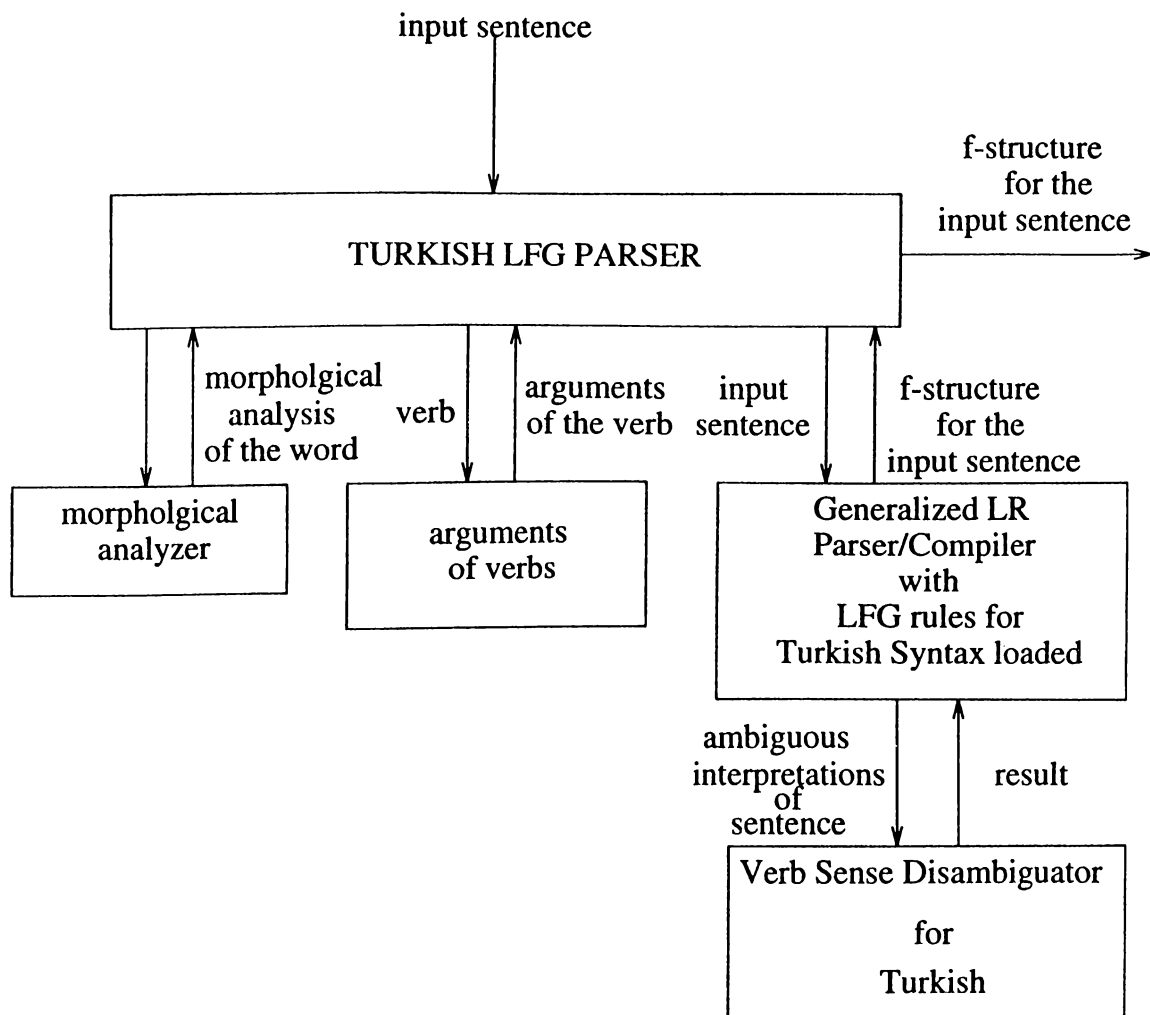 input sentence
f-structure
for the
input sentence
TURKISH LFG PARSER
morpholgical
analysis
of the word
verb
arguments
of the verb
input
sentence
f-structure
for the
input sentence
morpholgical
analyzer
arguments
of verbs
Generalized LR
Parser/Compiler
with
LFG rules for
Turkish Syntax loaded
ambiguous
interpretations
of
sentence
result
Verb Sense Disambiguator
for
Turkish